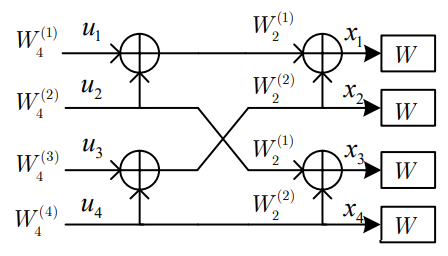 W_4^{(1)} u_1 W_2^{(1)} x_1 W
W_4^{(2)} u_2 W_2^{(2)} x_2 W
W_4^{(3)} u_3 W_2^{(1)} x_3 W
W_4^{(4)} u_4 W_2^{(2)} x_4 W